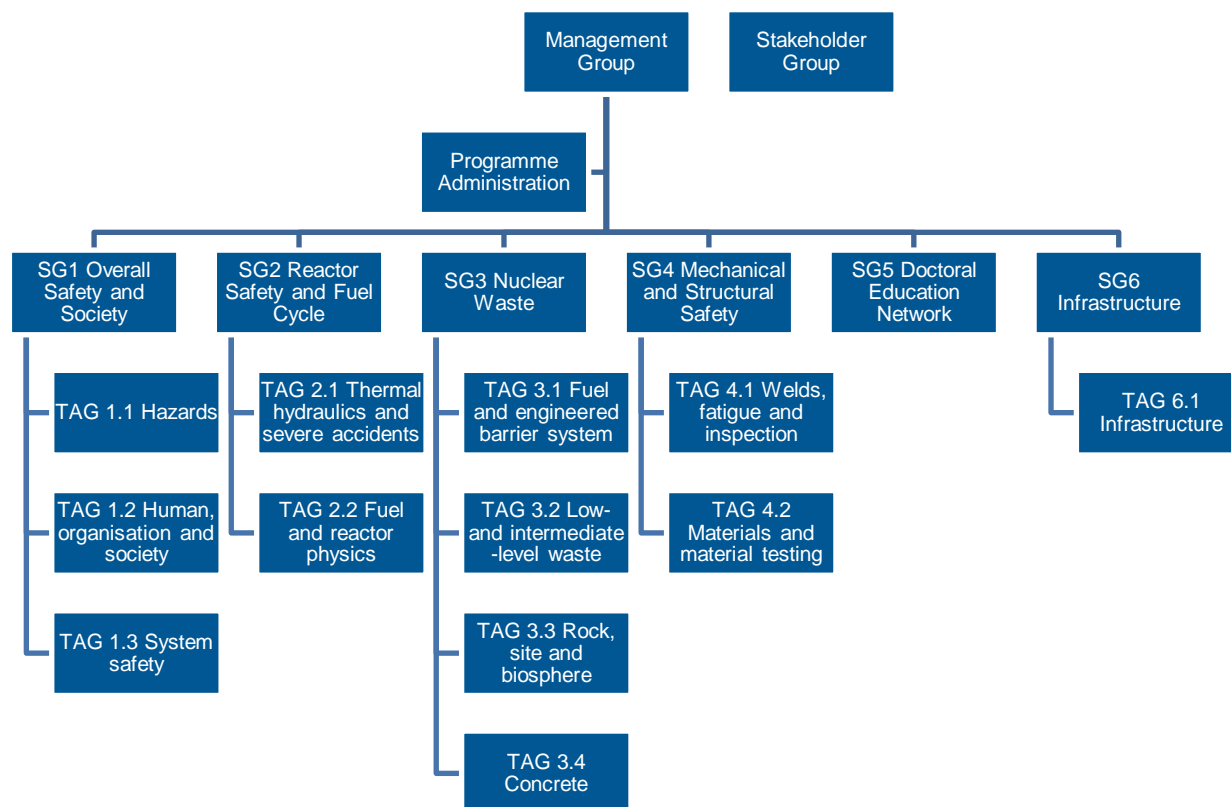 Management
Group
Stakeholder
Group
Programme
Administration
SG1 Overall
Safety and
Society
SG2 Reactor
Safety and Fuel
Cycle
SG3 Nuclear
Waste
SG4 Mechanical
and Structural
Safety
SG5 Doctoral
Education
Network
SG6
Infrastructure
TAG 1.1 Hazards
TAG 1.2 Human,
organisation and
society
TAG 1.3 System
safety
TAG 2.1 Thermal
hydraulics and
severe accidents
TAG 2.2 Fuel
and reactor
physics
TAG 3.1 Fuel
and engineered
barrier system
TAG 3.2 Low-
and intermediate
-level waste
TAG 3.3 Rock,
site and
biosphere
TAG 3.4
Concrete
TAG 4.1 Welds,
fatigue and
inspection
TAG 4.2
Materials and
material testing
TAG 6.1
Infrastructure